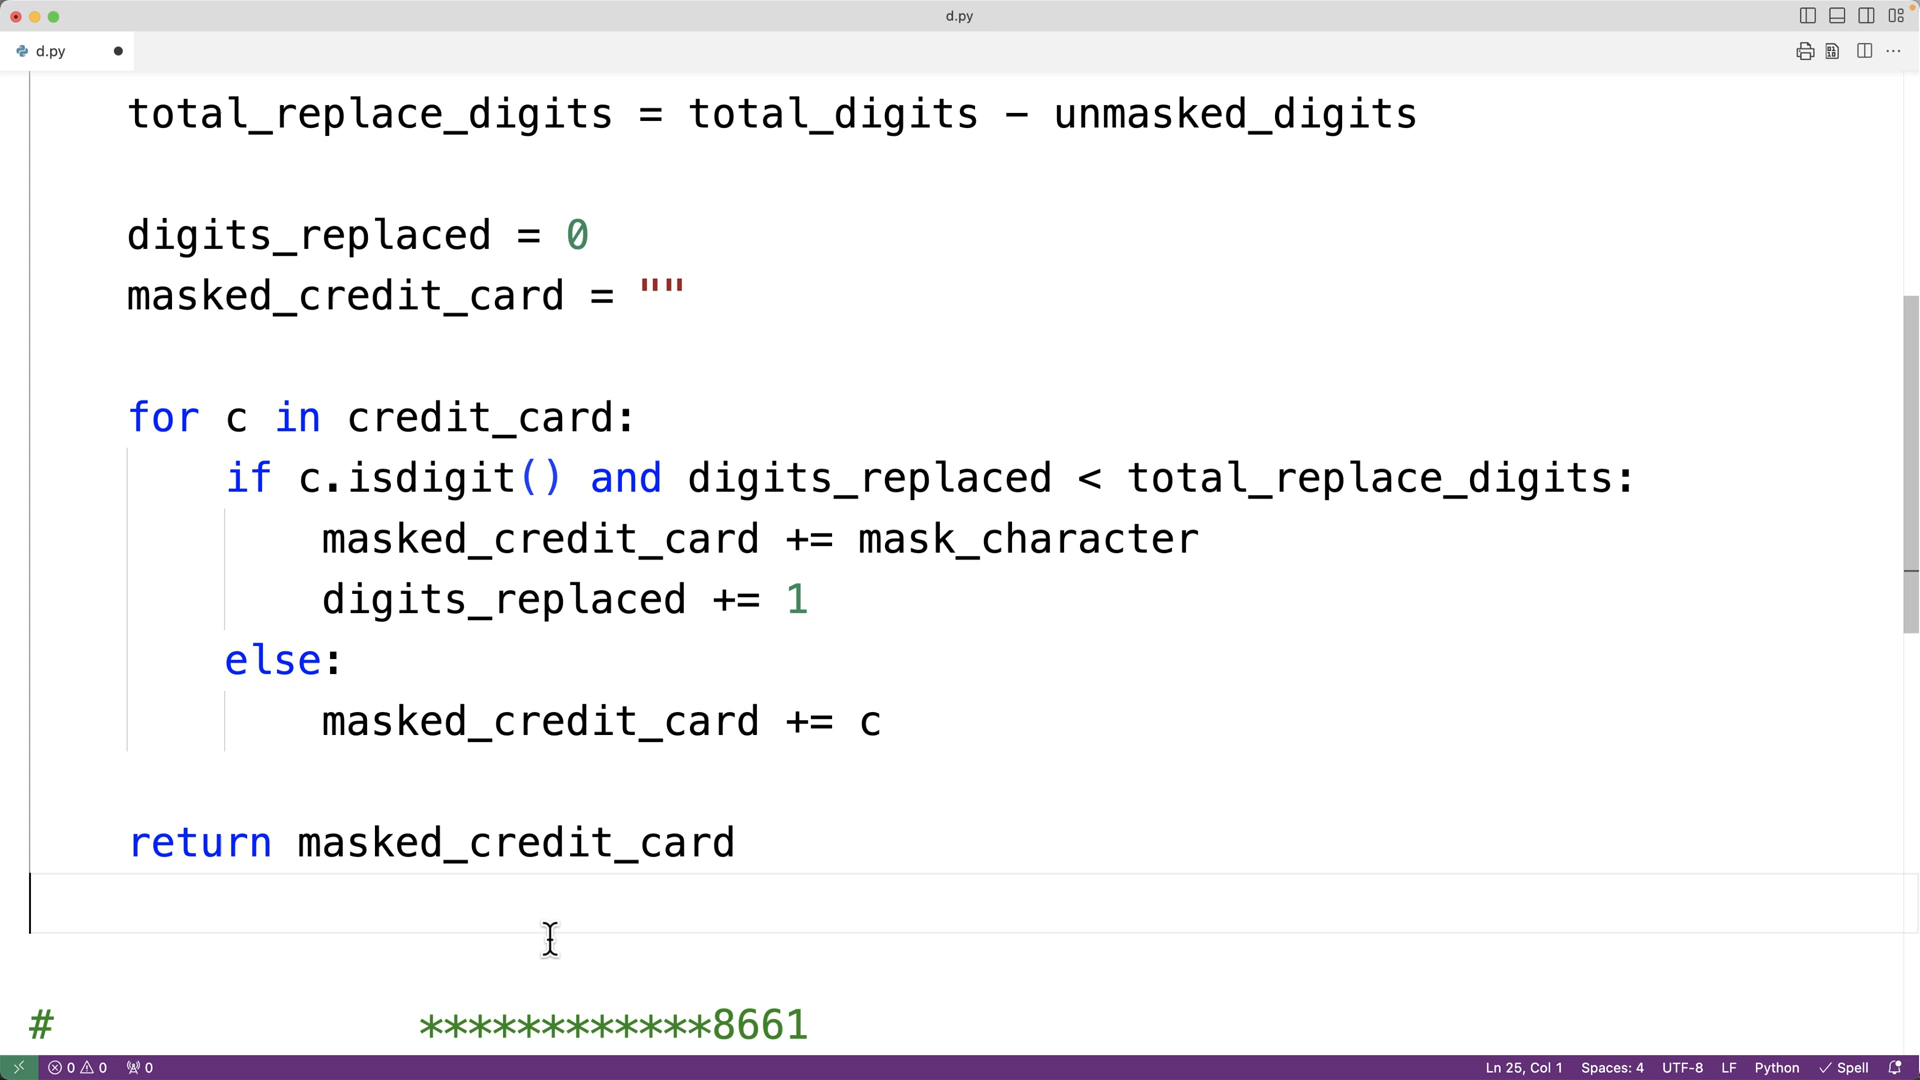 d.py
d.py
total_replace_digits = total_digits - unmasked_digits
digits_replaced = 0
masked_credit_card = ""
for c in credit_card:
if c.isdigit() and digits_replaced < total_replace_digits:
masked_credit_card += mask_character
digits_replaced += 1
else:
masked_credit_card += c
return masked_credit_card
# ************8661
0 0 0 Ln 25, Col 1 Spaces: 4 UTF-8 LF Python Spell